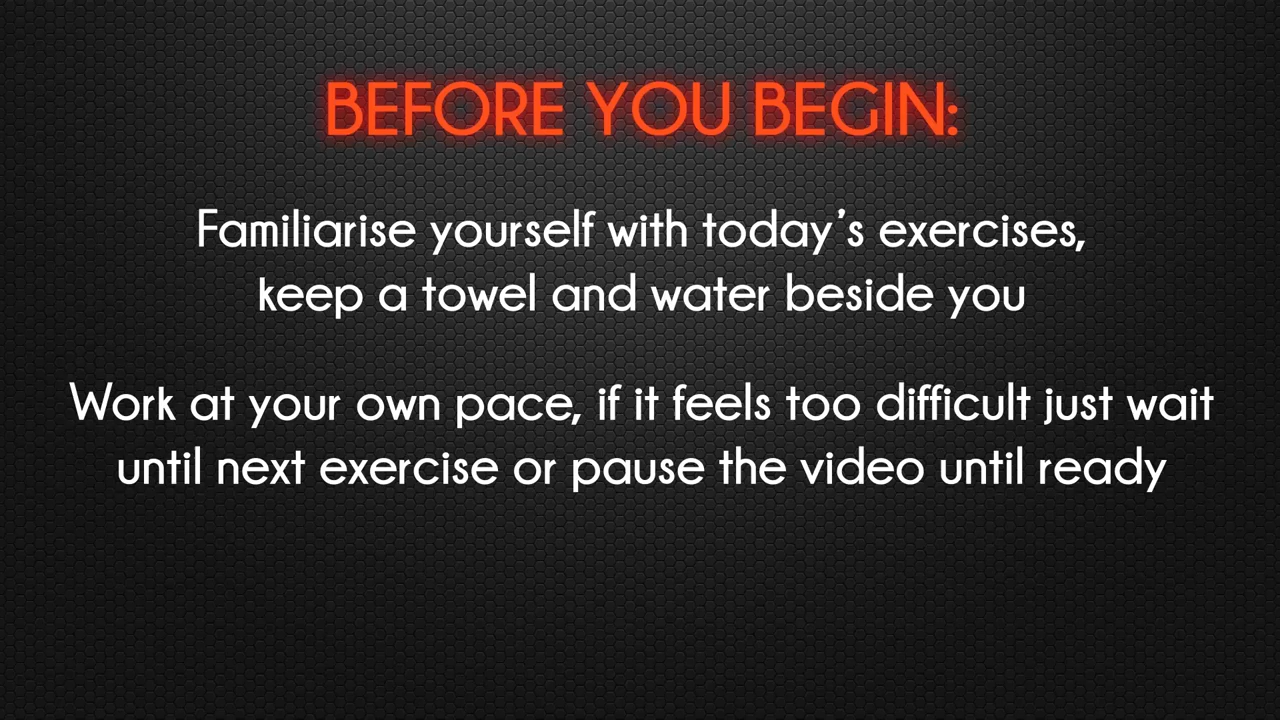 BEFORE YOU BEGIN:
Familiarise yourself with today's exercises,
keep a towel and water beside you
Work at your own pace, if it feels too difficult just wait
until next exercise or pause the video until ready